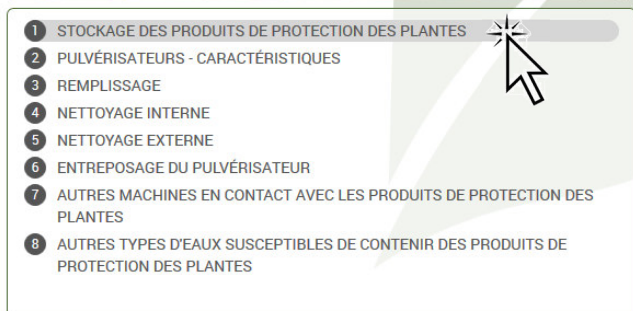 1 STOCKAGE DES PRODUITS DE PROTECTION DES PLANTES
2 PULVÉRISATEURS - CARACTÉRISTIQUES
3 REMPLISSAGE
4 NETTOYAGE INTERNE
5 NETTOYAGE EXTERNE
6 ENTREPOSAGE DU PULVÉRISATEUR
7 AUTRES MACHINES EN CONTACT AVEC LES PRODUITS DE PROTECTION DES
PLANTES
8 AUTRES TYPES D'EAUX SUSCEPTIBLES DE CONTENIR DES PRODUITS DE
PROTECTION DES PLANTES